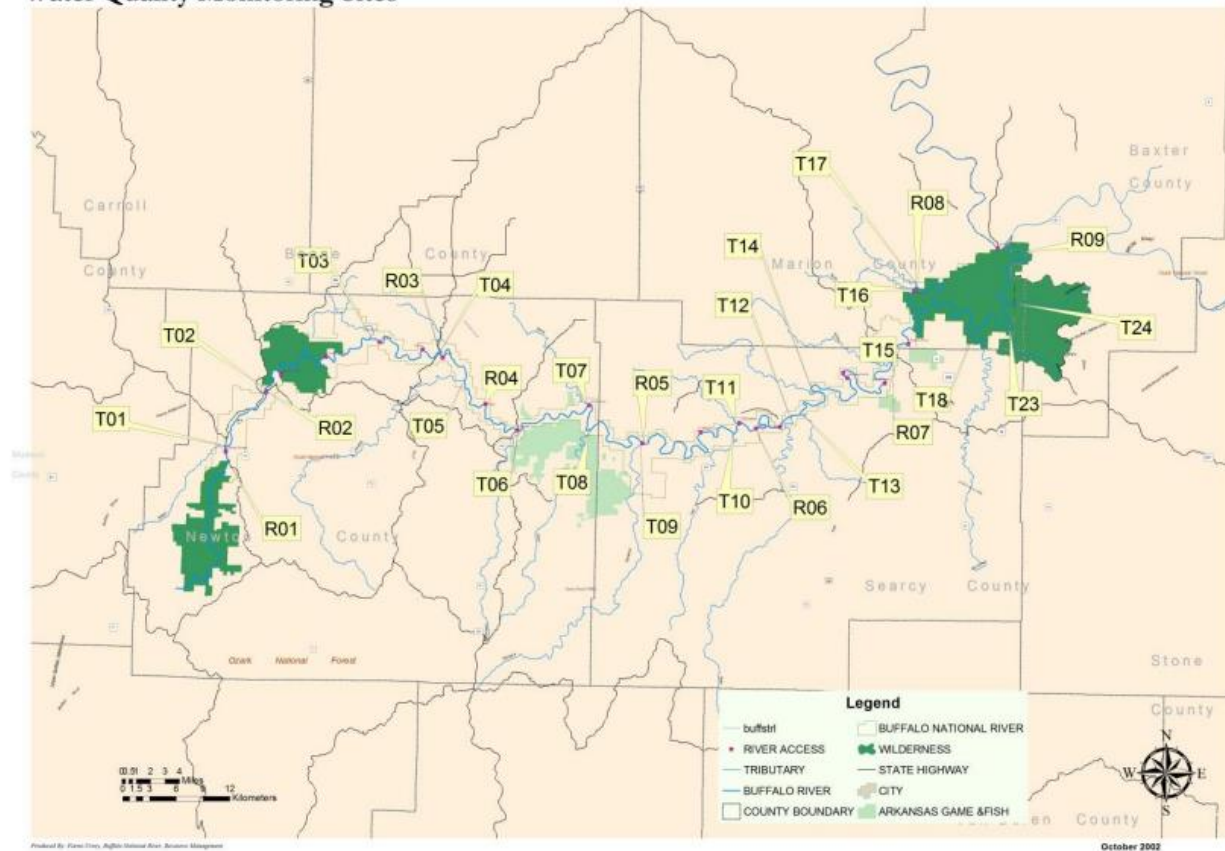 Water Quality Monitoring Sites
T17
Baxter
County
R08
Carroll
County
Boone County
T03
R03
T04
T14
Marion County
R09
T12
T16
T02
T24
T15
T07
R04
R05
T11
T01
R02
T05
T18
T23
R07
T06
T08
T10
T13
T09
R06
R01
Newton County
Searcy County
Ozark National Forest
Stone
County
Legend
buffstrl
RIVER ACCESS
TRIBUTARY
BUFFALO RIVER
COUNTY BOUNDARY
BUFFALO NATIONAL RIVER
WILDERNESS
STATE HIGHWAY
CITY
ARKANSAS GAME &FISH
N
W E
S
Miles
Kilometers
County
October 2002